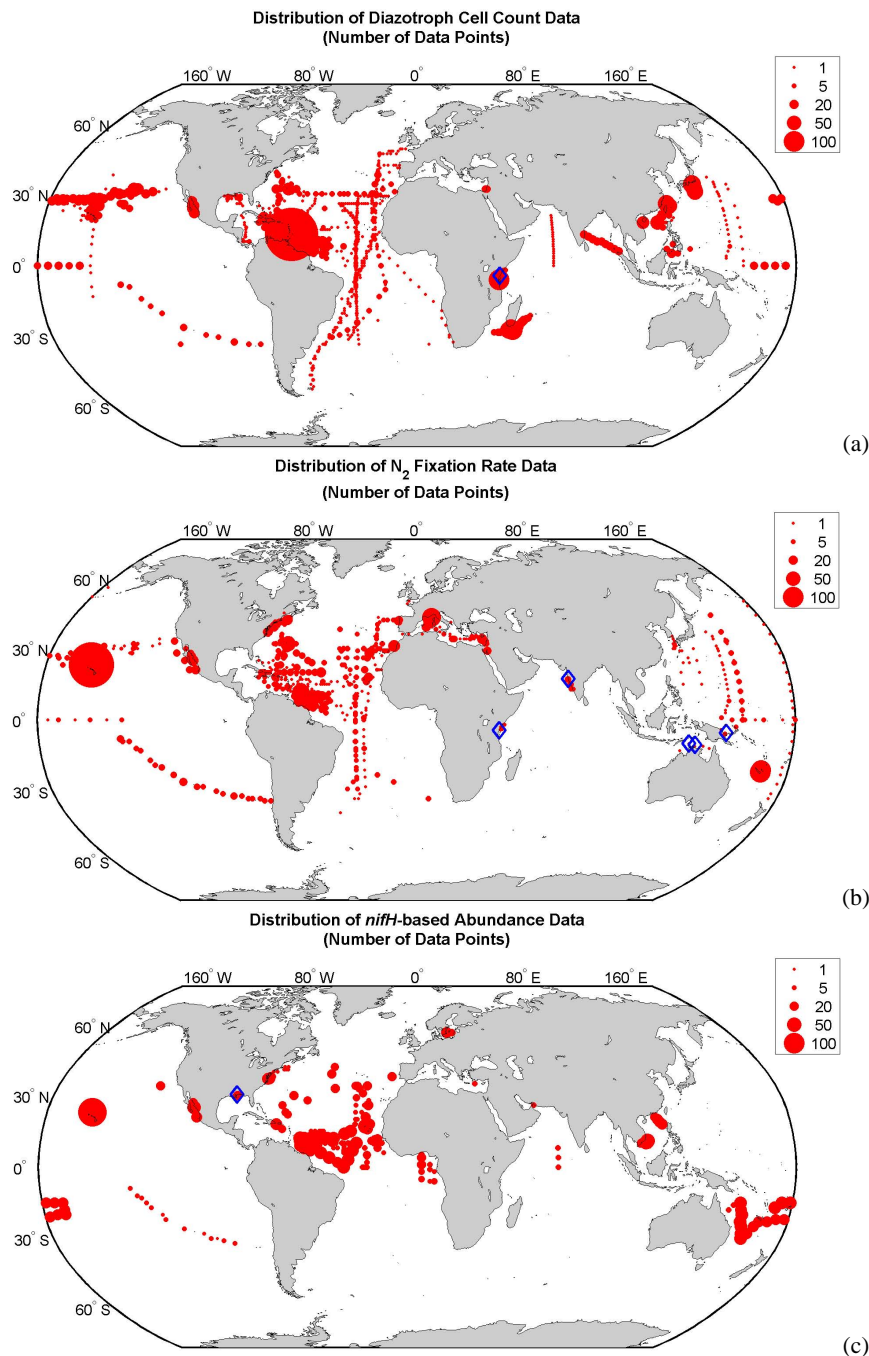 Distribution of Diazotroph Cell Count Data
(Number of Data Points)
160° W 80° W 0° 80° E 160° E
60° N
30° N
0°
30° S
60° S
1
5
20
50
100
(a)
Distribution of N2 Fixation Rate Data
(Number of Data Points)
160° W 80° W 0° 80° E 160° E
60° N
30° N
0°
30° S
60° S
1
5
20
50
100
(b)
Distribution of nifH-based Abundance Data
(Number of Data Points)
160° W 80° W 0° 80° E 160° E
60° N
30° N
0°
30° S
60° S
1
5
20
50
100
(c)